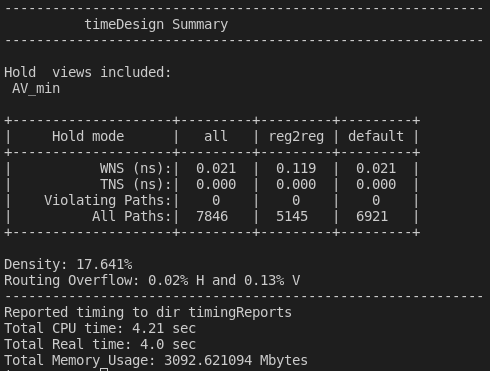 ------------------------------------------------------------
          timeDesign Summary
------------------------------------------------------------

Hold  views included:
 AV_min

+--------------------+---------+---------+---------+
|     Hold mode      |   all   | reg2reg | default |
+--------------------+---------+---------+---------+
|           WNS (ns):|  0.021  |  0.119  |  0.021  |
|           TNS (ns):|  0.000  |  0.000  |  0.000  |
|    Violating Paths:|    0    |    0    |    0    |
|          All Paths:|  7846   |  5145   |  6921   |
+--------------------+---------+---------+---------+

Density: 17.641%
Routing Overflow: 0.02% H and 0.13% V
------------------------------------------------------------
Reported timing to dir timingReports
Total CPU time: 4.21 sec
Total Real time: 4.0 sec
Total Memory Usage: 3092.621094 Mbytes